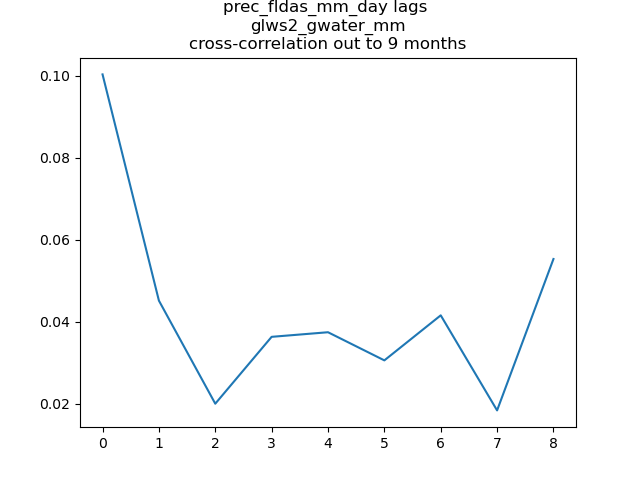 prec_fldas_mm_day lags
glws2_gwater_mm
cross-correlation out to 9 months
0.10
0.08
0.06
0.04
0.02
0 1 2 3 4 5 6 7 8